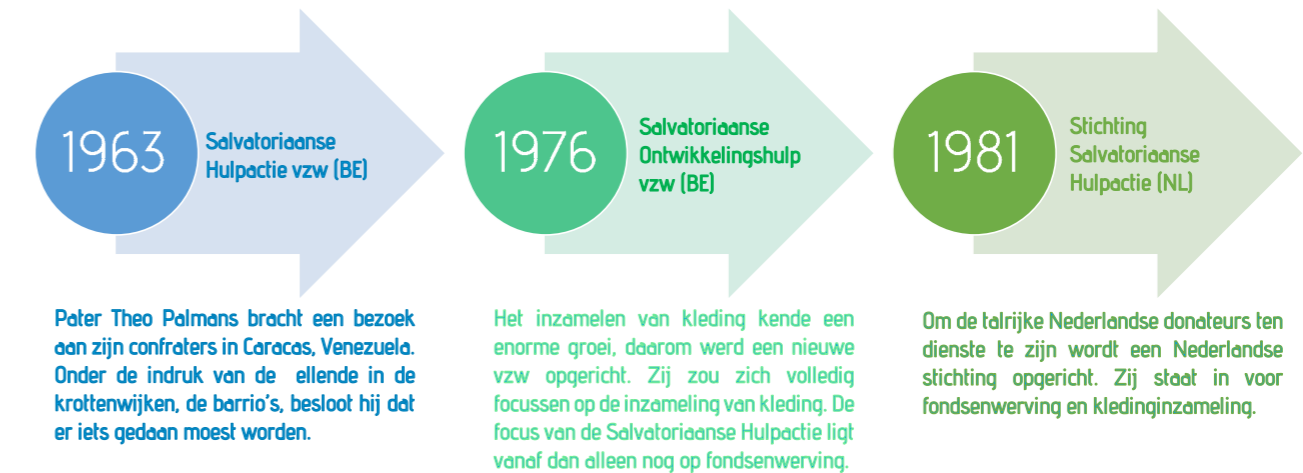 1963
Salvatoriaanse
Hulpactie vzw (BE)
Pater Theo Palmans bracht een bezoek
aan zijn confraters in Caracas, Venezuela.
Onder de indruk van de ellende in de
krottenwijken, de barrio's, besloot hij dat
er iets gedaan moest worden.
1976
Salvatoriaanse
Ontwikkelingshulp
vzw (BE)
Het inzamelen van kleding kende een
enorme groei, daarom werd een nieuwe
vzw opgericht. Zij zou zich volledig
focussen op de inzameling van kleding. De
focus van de Salvatoriaanse Hulpactie ligt
vanaf dan alleen nog op fondsenwerving.
1981
Stichting
Salvatoriaanse
Hulpactie (NL)
Om de talrijke Nederlandse donateurs ten
dienste te zijn wordt een Nederlandse
stichting opgericht. Zij staat in voor
fondsenwerving en kledinginzameling.